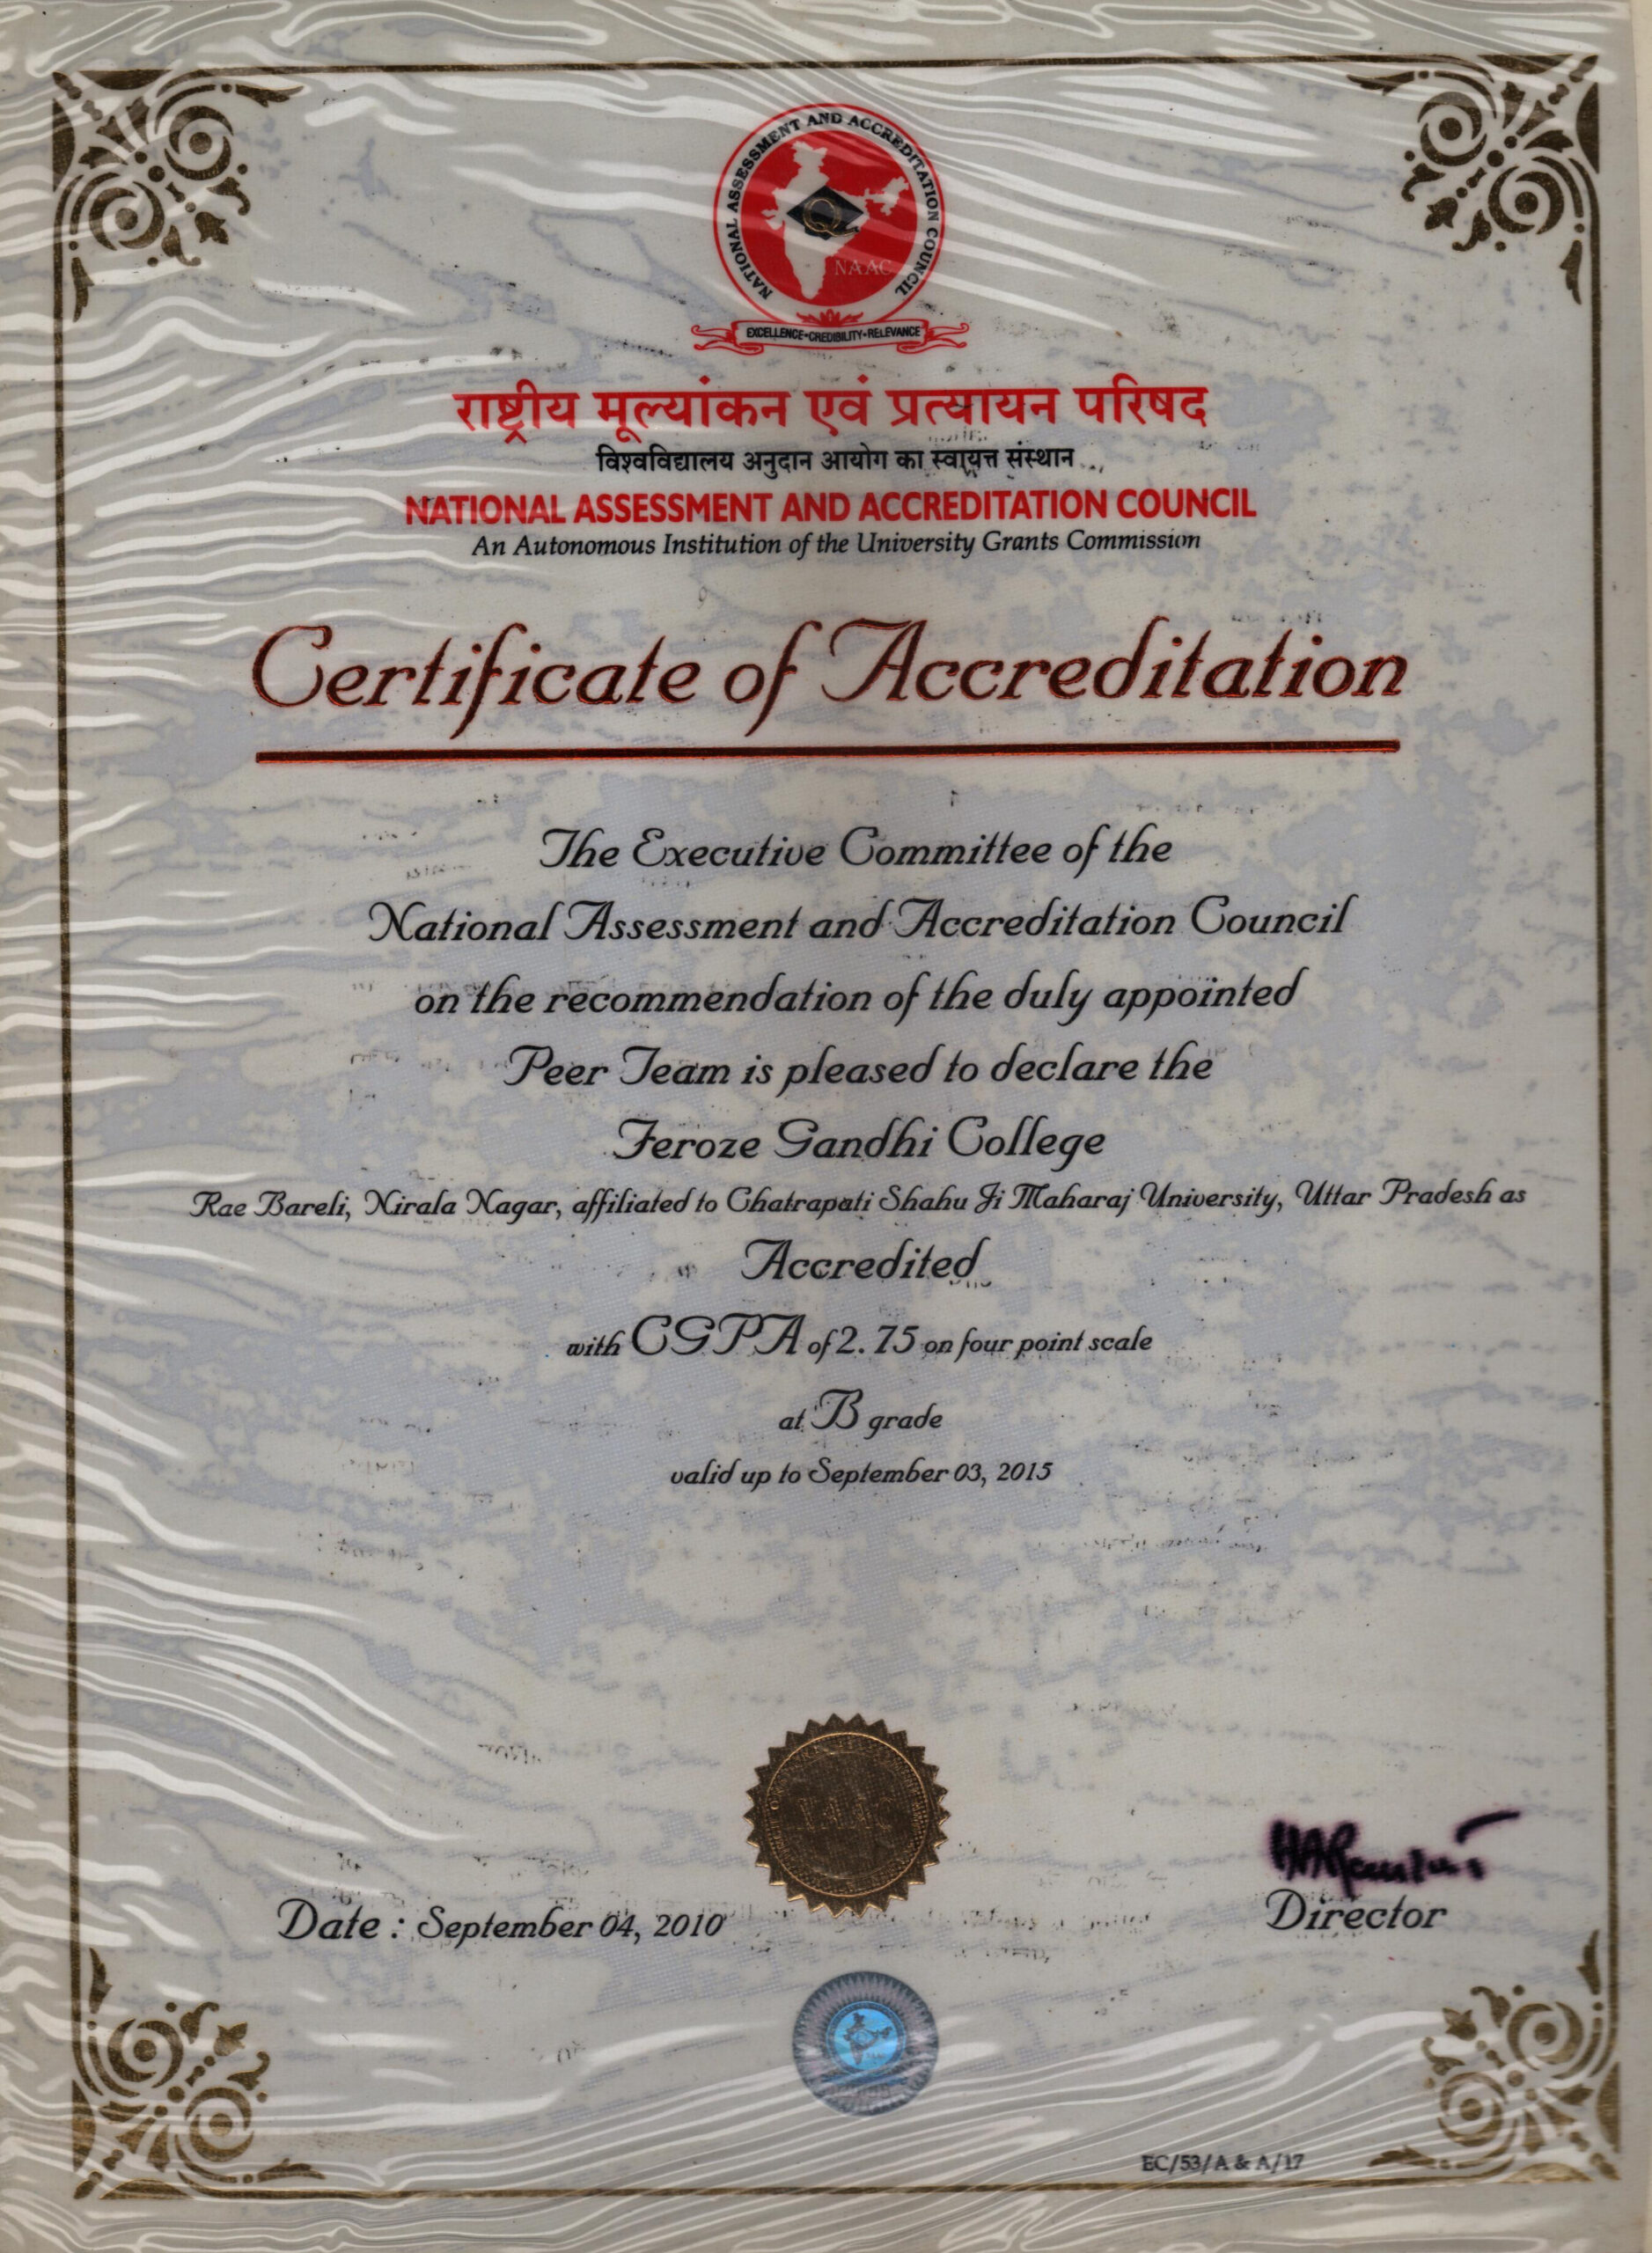 NATIONAL ASSESSMENT AND ACCREDITATION COUNCIL
NAAC
EXCELLENCE•CREDIBILITY•RELEVANCE
राष्ट्रीय मूल्यांकन एवं प्रत्यायन परिषद
विश्वविद्यालय अनुदान आयोग का स्वायत्त संस्थान
NATIONAL ASSESSMENT AND ACCREDITATION COUNCIL
An Autonomous Institution of the University Grants Commission
Certificate of Accreditation
The Executive Committee of the
National Assessment and Accreditation Council
on the recommendation of the duly appointed
Peer Team is pleased to declare the
Feroze Gandhi College
Rae Bareli, Nirala Nagar, affiliated to Chatrapati Shahu Ji Maharaj University, Uttar Pradesh as
Accredited
with CGPA of 2.75 on four point scale
at B grade
valid up to September 03, 2015
NAAC
Date : September 04, 2010
Director
EC/53/A & A/17